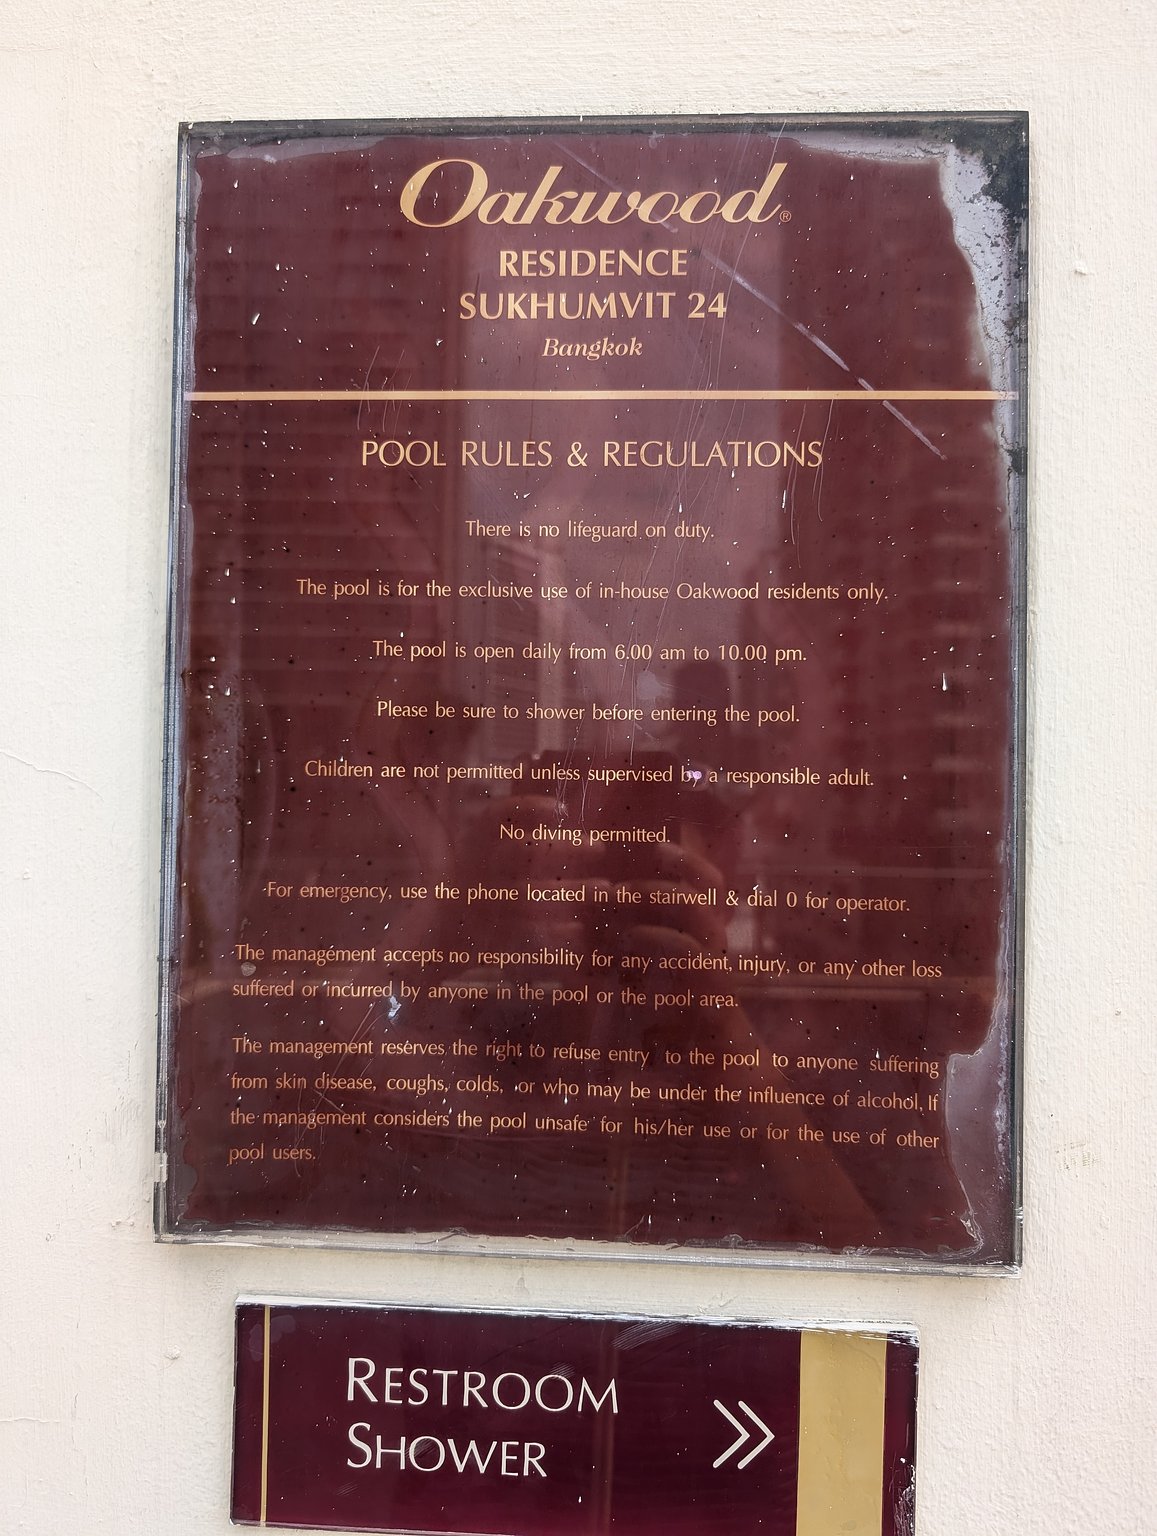 Oakwood®
RESIDENCE
SUKHUMVIT 24
Bangkok
POOL RULES & REGULATIONS
There is no lifeguard on duty.
The pool is for the exclusive use of in-house Oakwood residents only.
The pool is open daily from 6.00 am to 10.00 pm.
Please be sure to shower before entering the pool.
Children are not permitted unless supervised by a responsible adult.
No diving permitted.
For emergency, use the phone located in the stairwell & dial 0 for operator.
The management accepts no responsibility for any accident, injury, or any other loss
suffered or incurred by anyone in the pool or the pool area.
The management reserves the right to refuse entry to the pool to anyone suffering
from skin disease, coughs, colds, or who may be under the influence of alcohol, If
the management considers the pool unsafe for his/her use or for the use of other
pool users.
RESTROOM
SHOWER